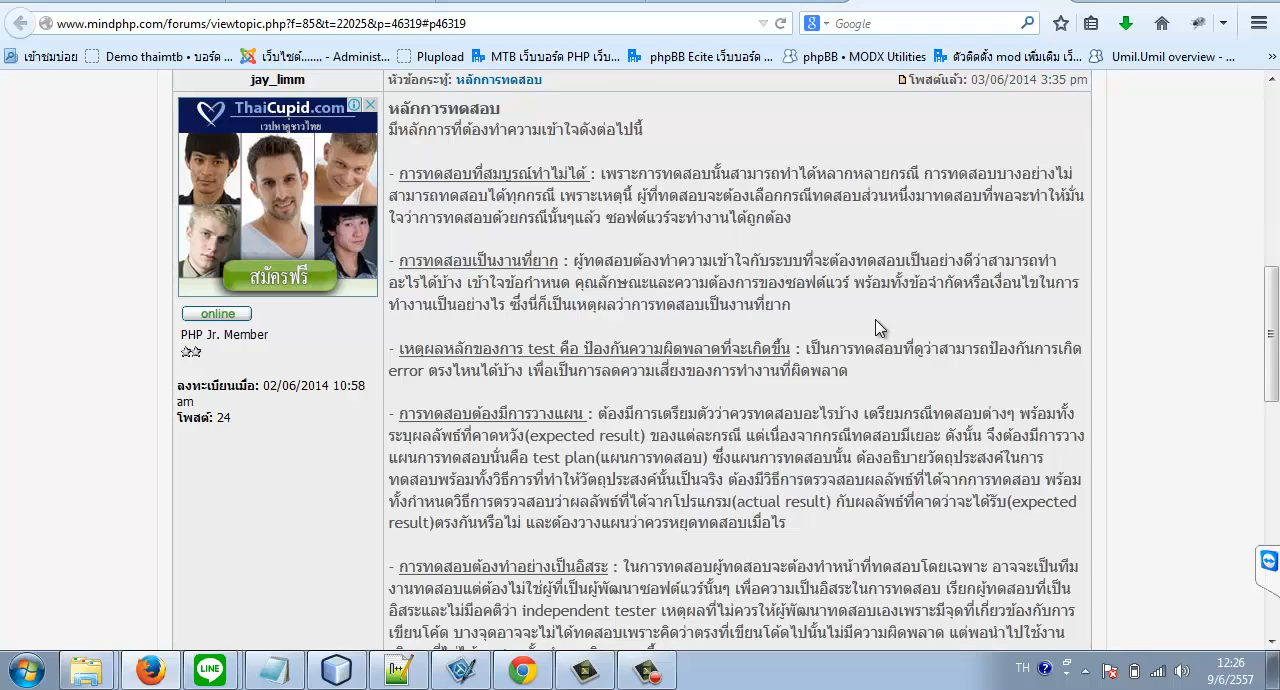 www.mindphp.com/forums/viewtopic.php?f=85&t=22025&p=46319#p46319
Google
เข้าชมบ่อย Demo thaimtb • บอร์ด ... เว็บไซต์....... - Administ... Plupload MTB เว็บบอร์ด PHP เว็บ... phpBB Ecite เว็บบอร์ด ... phpBB • MODX Utilities ตัวติดตั้ง mod เพิ่มเติม เว็... Umil.Umil overview - ... »
jay_limm
หัวข้อกระทู้: หลักการทดสอบ
โพสต์แล้ว: 03/06/2014 3:35 pm
ThaiCupid.com
เวปหาคู่ชาวไทย
สมัครฟรี
online
PHP Jr. Member
ลงทะเบียนเมื่อ: 02/06/2014 10:58
am
โพสต์: 24
หลักการทดสอบ
มีหลักการที่ต้องทำความเข้าใจดังต่อไปนี้
- การทดสอบที่สมบูรณ์ทำไม่ได้ : เพราะการทดสอบนั้นสามารถทำได้หลากหลายกรณี การทดสอบบางอย่างไม่
สามารถทดสอบได้ทุกกรณี เพราะเหตุนี้ ผู้ที่ทดสอบจะต้องเลือกกรณีทดสอบส่วนหนึ่งมาทดสอบที่พอจะทำให้มั่น
ใจว่าการทดสอบด้วยกรณีนั้นๆแล้ว ซอฟต์แวร์จะทำงานได้ถูกต้อง
- การทดสอบเป็นงานที่ยาก : ผู้ทดสอบต้องทำความเข้าใจกับระบบที่จะต้องทดสอบเป็นอย่างดีว่าสามารถทำ
อะไรได้บ้าง เข้าใจข้อกำหนด คุณลักษณะและความต้องการของซอฟต์แวร์ พร้อมทั้งข้อจำกัดหรือเงื่อนไขในการ
ทำงานเป็นอย่างไร ซึ่งนี่ก็เป็นเหตุผลว่าการทดสอบเป็นงานที่ยาก
- เหตุผลหลักของการ test คือ ป้องกันความผิดพลาดที่จะเกิดขึ้น : เป็นการทดสอบที่ดูว่าสามารถป้องกันการเกิด
error ตรงไหนได้บ้าง เพื่อเป็นการลดความเสี่ยงของการทำงานที่ผิดพลาด
- การทดสอบต้องมีการวางแผน : ต้องมีการเตรียมตัวว่าควรทดสอบอะไรบ้าง เตรียมกรณีทดสอบต่างๆ พร้อมทั้ง
ระบุผลลัพธ์ที่คาดหวัง(expected result) ของแต่ละกรณี แต่เนื่องจากกรณีทดสอบมีเยอะ ดังนั้น จึงต้องมีการวาง
แผนการทดสอบนั่นคือ test plan(แผนการทดสอบ) ซึ่งแผนการทดสอบนั้น ต้องอธิบายวัตถุประสงค์ในการ
ทดสอบพร้อมทั้งวิธีการที่ทำให้วัตถุประสงค์นั้นเป็นจริง ต้องมีวิธีการตรวจสอบผลลัพธ์ที่ได้จากการทดสอบ พร้อม
ทั้งกำหนดวิธีการตรวจสอบว่าผลลัพธ์ที่ได้จากโปรแกรม(actual result) กับผลลัพธ์ที่คาดว่าจะได้รับ(expected
result)ตรงกันหรือไม่ และต้องวางแผนว่าควรหยุดทดสอบเมื่อไร
- การทดสอบต้องทำอย่างเป็นอิสระ : ในการทดสอบผู้ทดสอบจะต้องทำหน้าที่ทดสอบโดยเฉพาะ อาจจะเป็นทีม
งานทดสอบแต่ต้องไม่ใช่ผู้ที่เป็นผู้พัฒนาซอฟต์แวร์นั้นๆ เพื่อความเป็นอิสระในการทดสอบ เรียกผู้ทดสอบที่เป็น
อิสระและไม่มีอคติว่า independent tester เหตุผลที่ไม่ควรให้ผู้พัฒนาทดสอบเองเพราะมีจุดที่เกี่ยวข้องกับการ
เขียนโค้ด บางจุดอาจจะไม่ได้ทดสอบเพราะคิดว่าตรงที่เขียนโต้ดไปนั้นไม่มีความผิดพลาด แต่พอนำไปใช้งาน
LINE
TH
12:26
9/6/2557